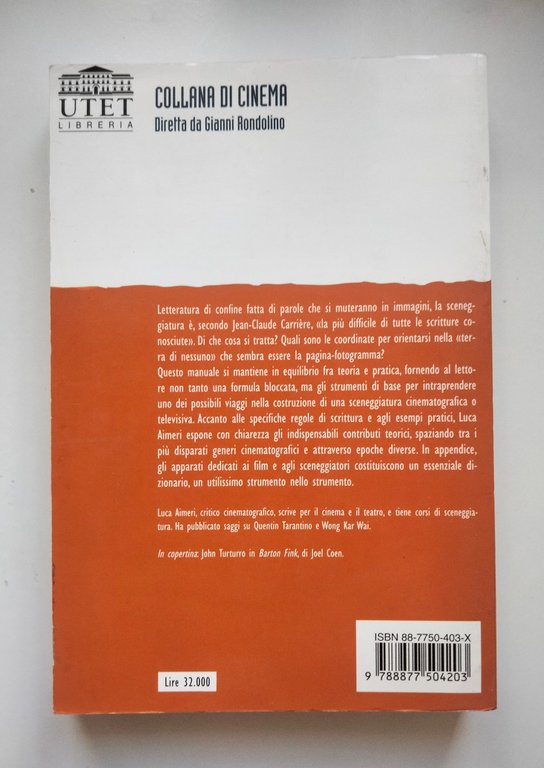 UTET
LIBRERIA
COLLANA DI CINEMA
Diretta da Gianni Rondolino
Letteratura di confine fatta di parole che si muteranno in immagini, la sceneg-
giatura è, secondo Jean-Claude Carrière, «la più difficile di tutte le scritture co-
nosciute». Di che cosa si tratta? Quali sono le coordinate per orientarsi nella «ter-
ra di nessuno» che sembra essere la pagina-fotogramma?
Questo manuale si mantiene in equilibrio fra teoria e pratica, fornendo al letto-
re non tanto una formula bloccata, ma gli strumenti di base per intraprendere
uno dei possibili viaggi nella costruzione di una sceneggiatura cinematografica o
televisiva. Accanto alle specifiche regole di scrittura e agli esempi pratici, Luca
Aimeri espone con chiarezza gli indispensabili contributi teorici, spaziando tra i
più disparati generi cinematografici e attraverso epoche diverse. In appendice,
gli apparati dedicati ai film e agli sceneggiatori costituiscono un essenziale di-
zionario, un utilissimo strumento nello strumento.
Luca Aimeri, critico cinematografico, scrive per il cinema e il teatro, e tiene corsi di sceneggia-
tura. Ha pubblicato saggi su Quentin Tarantino e Wong Kar Wai.
In copertina: John Turturro in Barton Fink, di Joel Coen.
Lire 32.000
ISBN 88-7750-403-X
9 788877 504203